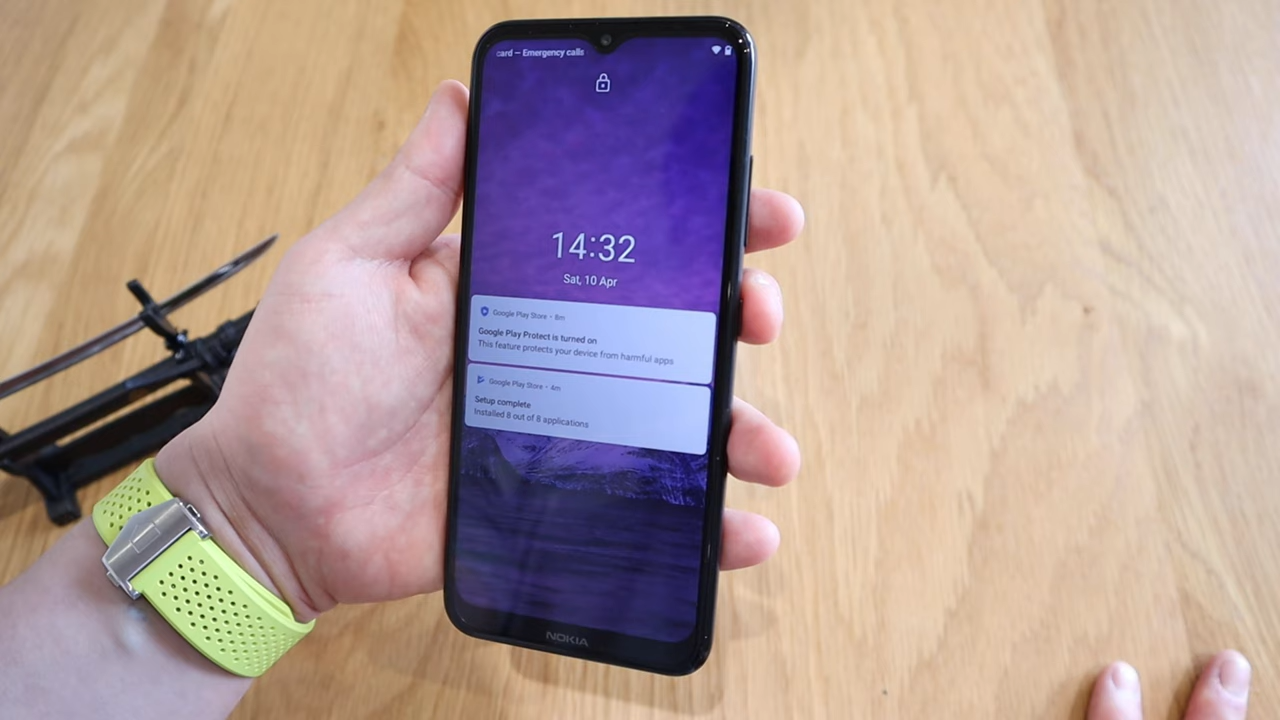 card — Emergency calls
14:32
Sat, 10 Apr
Google Play Store • 8m
Google Play Protect is turned on
This feature protects your device from harmful apps
Google Play Store • 4m
Setup complete
Installed 8 out of 8 applications
NOKIA